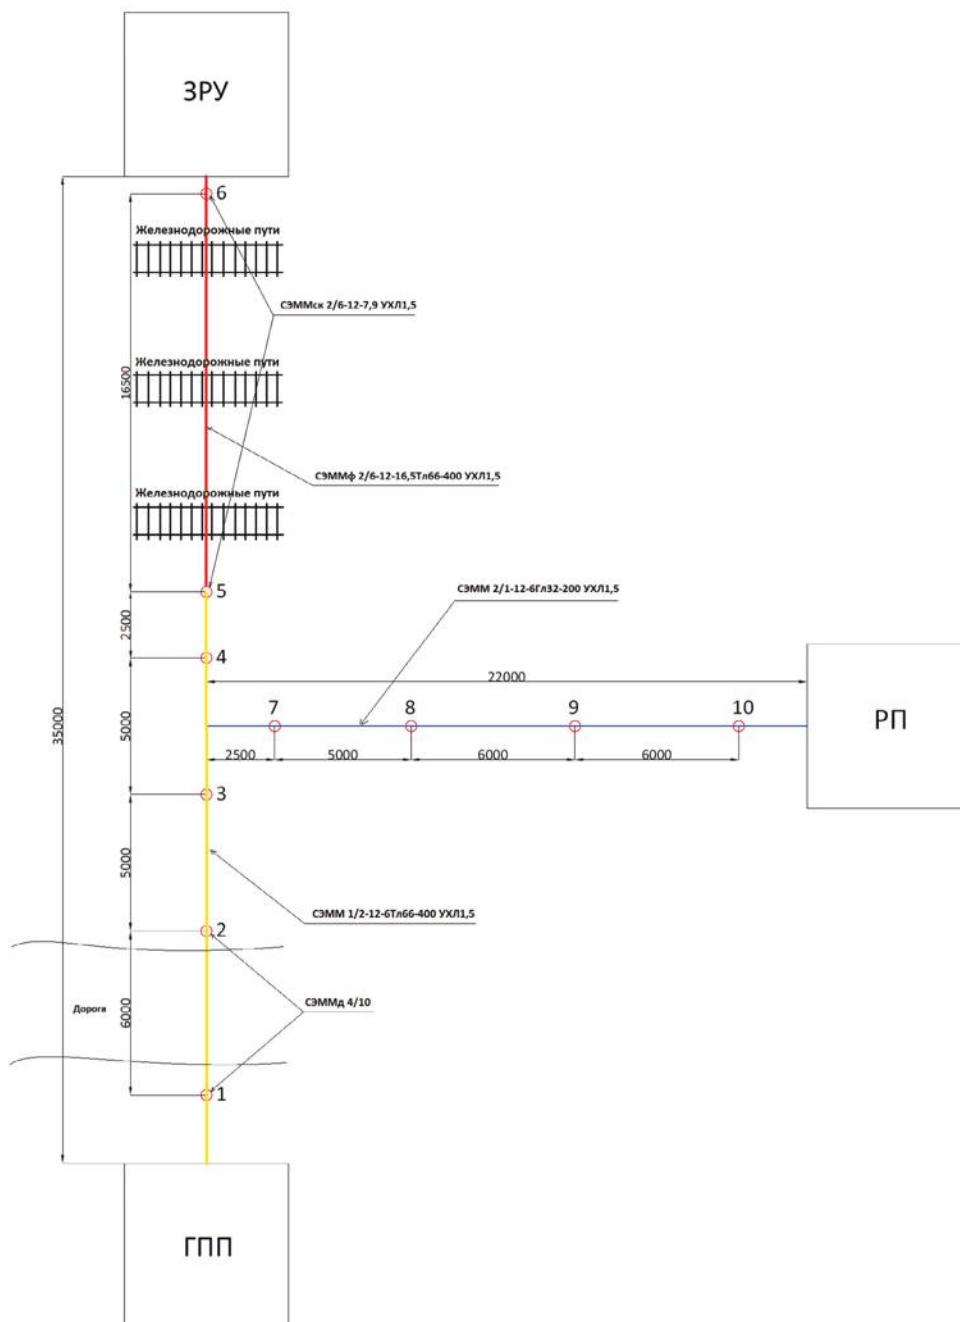 ЗРУ
6
Железнодорожные пути
СЭММск 2/6-12-7,9 УХЛ1,5
Железнодорожные пути
16500
СЭММф 2/6-12-16,5Тл66-400 УХЛ1,5
Железнодорожные пути
5
СЭММ 2/1-12-6Гл32-200 УХЛ1,5
2500
4
22000
35000
5000
7
8
9
10
РП
2500
5000
6000
6000
3
5000
СЭММ 1/2-12-6Тл66-400 УХЛ1,5
2
Дорога
6000
СЭММд 4/10
1
ГПП